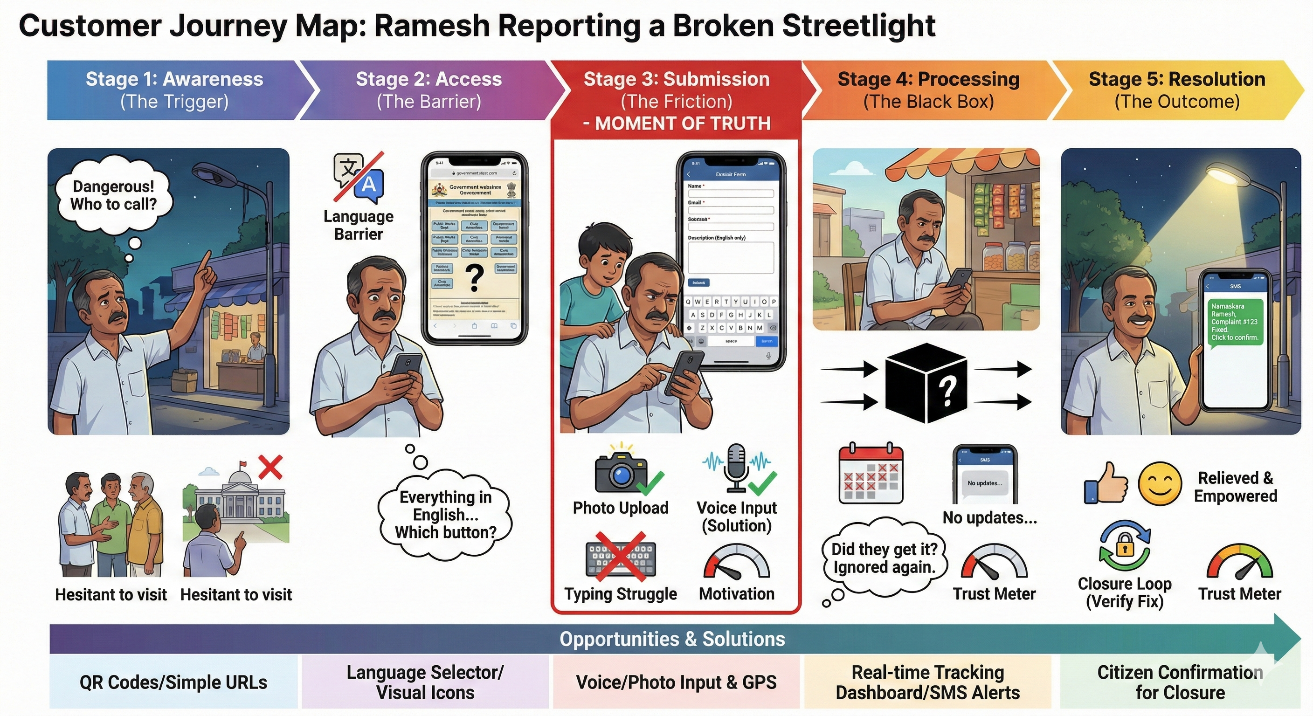 Customer Journey Map: Ramesh Reporting a Broken Streetlight
Stage 1: Awareness
(The Trigger)
Stage 2: Access
(The Barrier)
Stage 3: Submission
(The Friction)
- MOMENT OF TRUTH
Stage 4: Processing
(The Black Box)
Stage 5: Resolution
(The Outcome)
Dangerous!
Who to call?
Hesitant to visit
Hesitant to visit
文
A
Language
Barrier
Government
?
Everything in
English...
Which button?
Name *
Email *
Description (English only)
Q W E R T Y U I O P
A S D F G H J K L
Z X C V B N M
space
Photo Upload
Voice Input
(Solution)
Typing Struggle
Motivation
?
SMS
No updates...
No updates...
Did they get it?
Ignored again.
Trust Meter
SMS
Namaskara
Ramesh,
Complaint #123
Fixed.
Click to confirm.
Relieved &
Empowered
Closure Loop
(Verify Fix)
Trust Meter
Opportunities & Solutions
QR Codes/Simple URLs
Language Selector/
Visual Icons
Voice/Photo Input & GPS
Real-time Tracking
Dashboard/SMS Alerts
Citizen Confirmation
for Closure